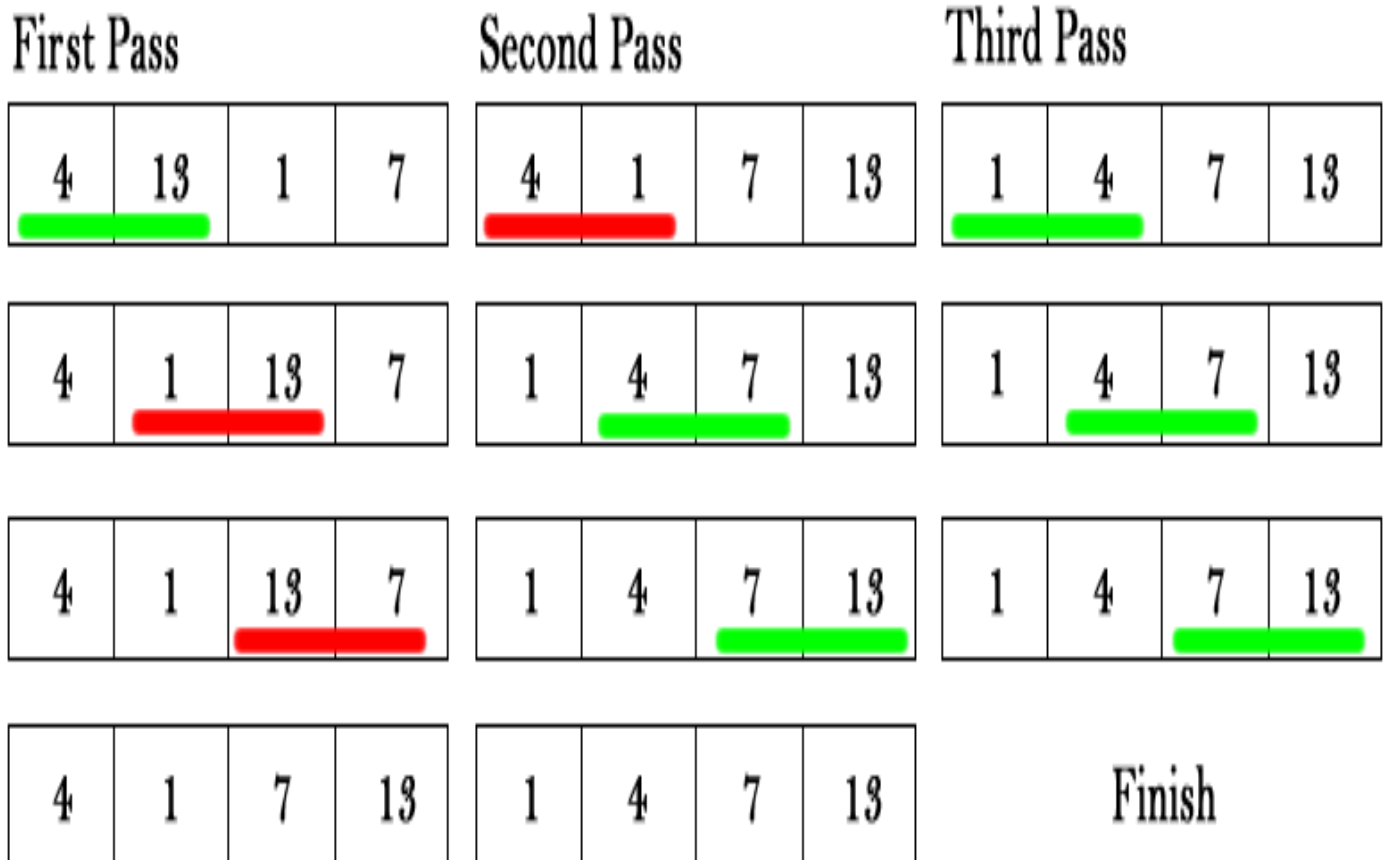 First Pass Second Pass Third Pass
4 13 1 7 4 1 7 13 1 4 7 13
4 1 13 7 1 4 7 13 1 4 7 13
4 1 13 7 1 4 7 13 1 4 7 13
4 1 7 13 1 4 7 13 Finish